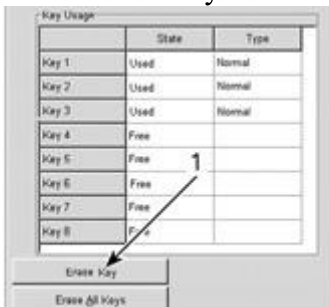 Key Usage
State Type
Key 1 Used Normal
Key 2 Used Normal
Key 3 Used Normal
Key 4 Free
Key 5 Free
Key 6 Free
Key 7 Free
Key 8
1
Erase Key
Erase All Keys